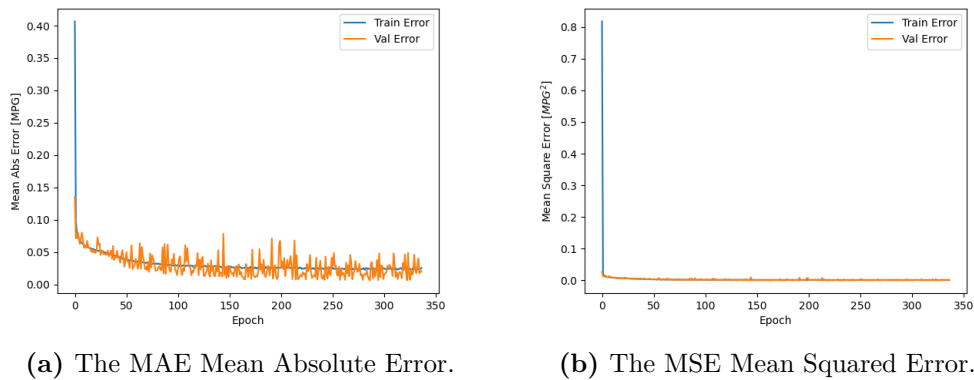 0.40
0.35
0.30
0.25
0.20
0.15
0.10
0.05
0.00
Mean Abs Error [MPG]
Train Error
Val Error
0 50 100 150 200 250 300 350
Epoch
(a) The MAE Mean Absolute Error.
0.8
0.7
0.6
0.5
0.4
0.3
0.2
0.1
0.0
Mean Square Error [MPG²]
Train Error
Val Error
0 50 100 150 200 250 300 350
Epoch
(b) The MSE Mean Squared Error.